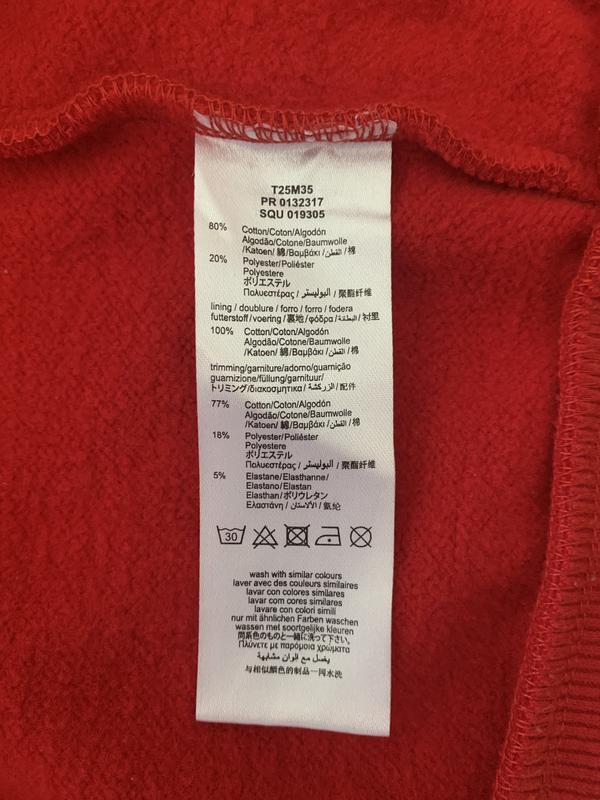 T25M35
PR 0132317
SQU 019305
80% Cotton/Coton/Algodón
Algodão/Cotone/Baumwolle
/Katoen/ 綿/Βαμβάκι /القطن/棉
20% Polyester/Poliéster
Polyestere
ポリエステル
Πολυεστέρας / البوليستر / 聚酯纤维
lining / doublure / forro / forro / fodera
futterstoff/voering/裏地/φόδρα/البطانة/衬里
100% Cotton/Coton/Algodón
Algodão/Cotone/Baumwolle
/Katoen/ 綿/Βαμβάκι /القطن/棉
trimming/garniture/adorno/guarnição
guarnizione/füllung/garnituur/
トリミング/διακοσμητικα / الزركشة/配件
77% Cotton/Coton/Algodón
Algodão/Cotone/Baumwolle
/Katoen/ 綿/Βαμβάκι /القطن/棉
18% Polyester/Poliéster
Polyestere
ポリエステル
Πολυεστέρας / البوليستر / 聚酯纤维
5% Elastane/Elasthanne/
Elastano/Elastan
Elasthan/ポリウレタン
Ελαστάνη / الألاستان / 氨纶
30
wash with similar colours
laver avec des couleurs similaires
lavar con colores similares
lavar com cores similares
lavare con colori simili
nur mit ähnlichen Farben waschen
wassen met soortgelijke kleuren
同系色のものと一緒に洗って下さい。
Πλύνετε με παρόμοια χρώματα
يغسل مع ألوان مشابهة
与相似颜色的制品一同水洗